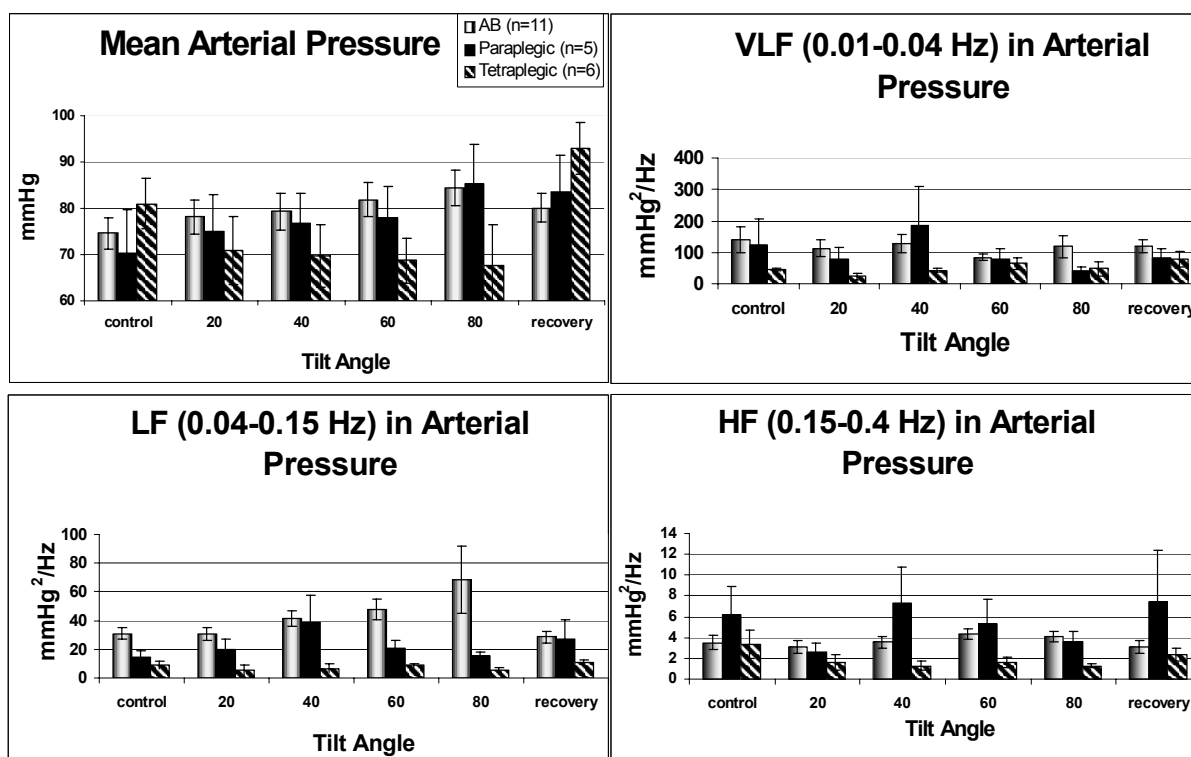 Mean Arterial Pressure
AB (n=11)
Paraplegic (n=5)
Tetraplegic (n=6)
100
90
80
70
60
mmHg
control 20 40 60 80 recovery
Tilt Angle
VLF (0.01-0.04 Hz) in Arterial
Pressure
400
300
200
100
0
mmHg²/Hz
control 20 40 60 80 recovery
Tilt Angle
LF (0.04-0.15 Hz) in Arterial
Pressure
100
80
60
40
20
0
mmHg²/Hz
control 20 40 60 80 recovery
Tilt Angle
HF (0.15-0.4 Hz) in Arterial
Pressure
14
12
10
8
6
4
2
0
mmHg²/Hz
control 20 40 60 80 recovery
Tilt Angle